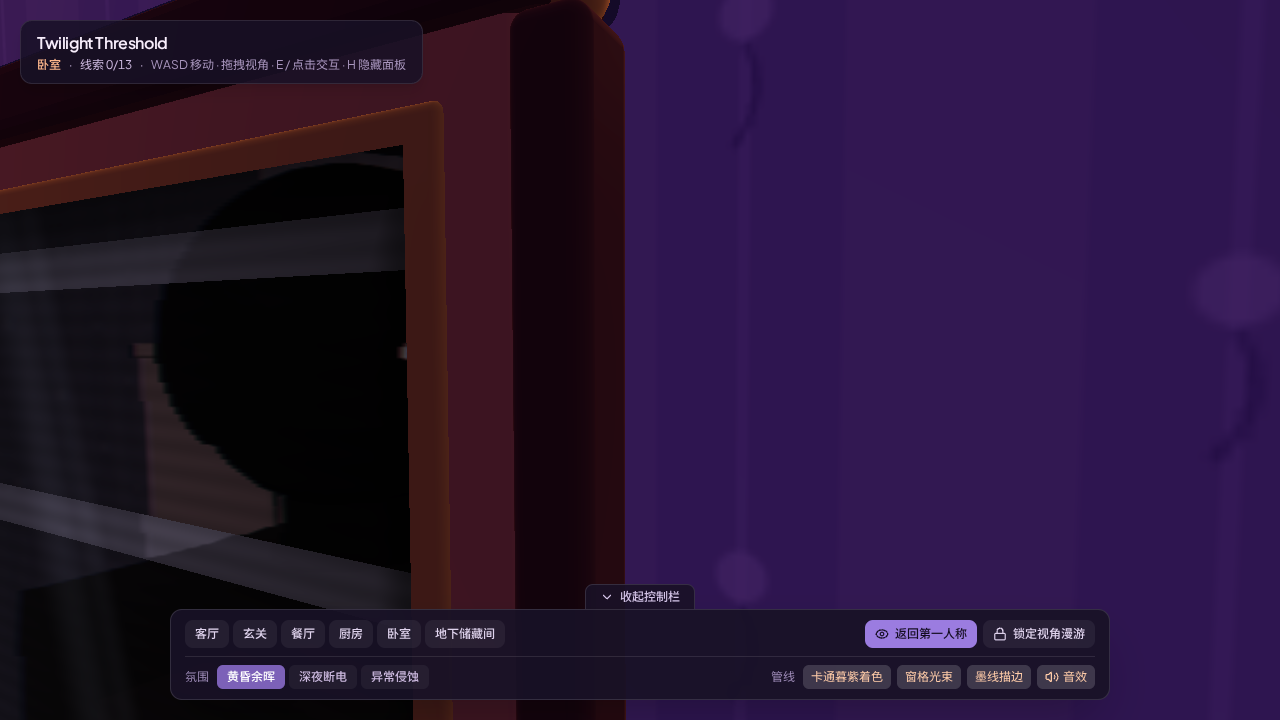 Twilight Threshold
卧室 · 线索 0/13 · WASD 移动 · 拖拽视角 · E / 点击交互 · H 隐藏面板
收起控制栏
客厅 玄关 餐厅 厨房 卧室 地下储藏间 返回第一人称 锁定视角漫游
氛围 黄昏余晖 深夜断电 异常侵蚀 管线 卡通暮紫着色 窗格光束 墨线描边 音效